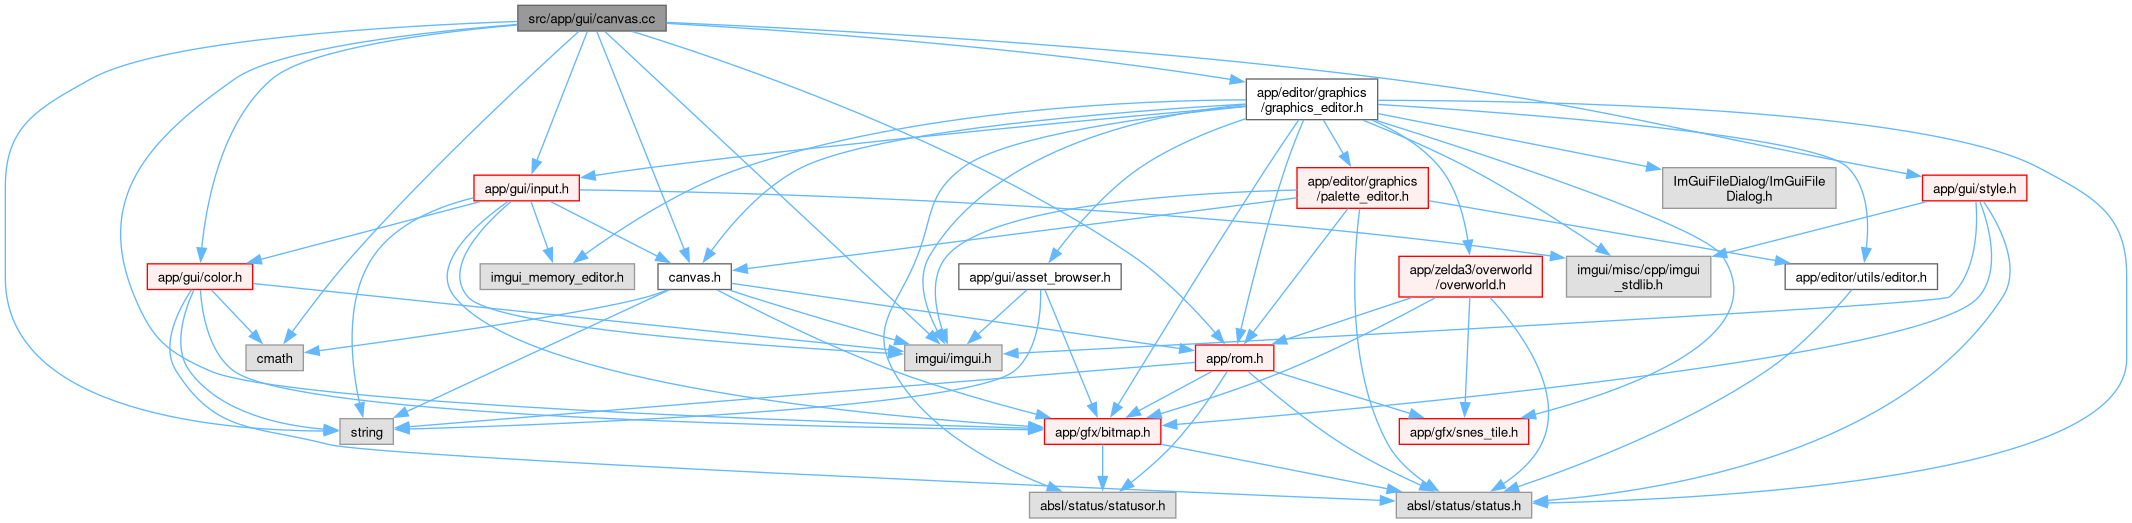 src/app/gui/canvas.cc
app/editor/graphics
/graphics_editor.h
app/gui/input.h
app/editor/graphics
/palette_editor.h
ImGuiFileDialog/ImGuiFile
Dialog.h
app/gui/style.h
app/gui/color.h
imgui_memory_editor.h
canvas.h
app/gui/asset_browser.h
app/zelda3/overworld
/overworld.h
imgui/misc/cpp/imgui
_stdlib.h
app/editor/utils/editor.h
cmath
imgui/imgui.h
app/rom.h
string
app/gfx/bitmap.h
app/gfx/snes_tile.h
absl/status/statusor.h
absl/status/status.h